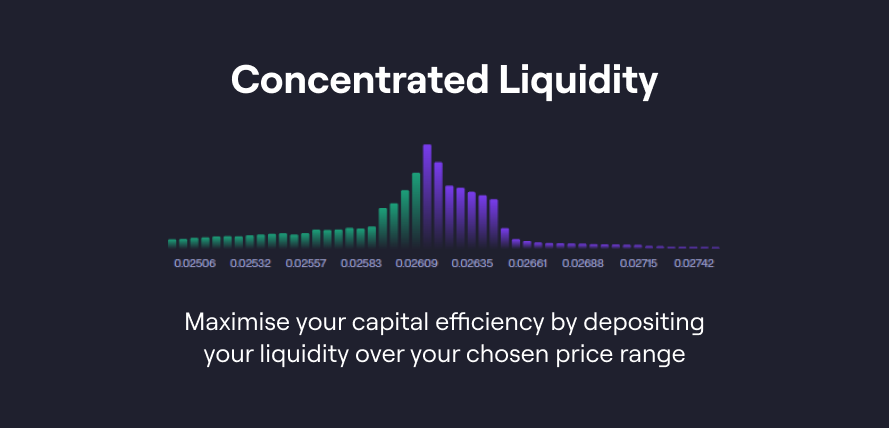 Concentrated Liquidity
0.02506 0.02532 0.02557 0.02583 0.02609 0.02635 0.02661 0.02688 0.02715 0.02742
Maximise your capital efficiency by depositing
your liquidity over your chosen price range